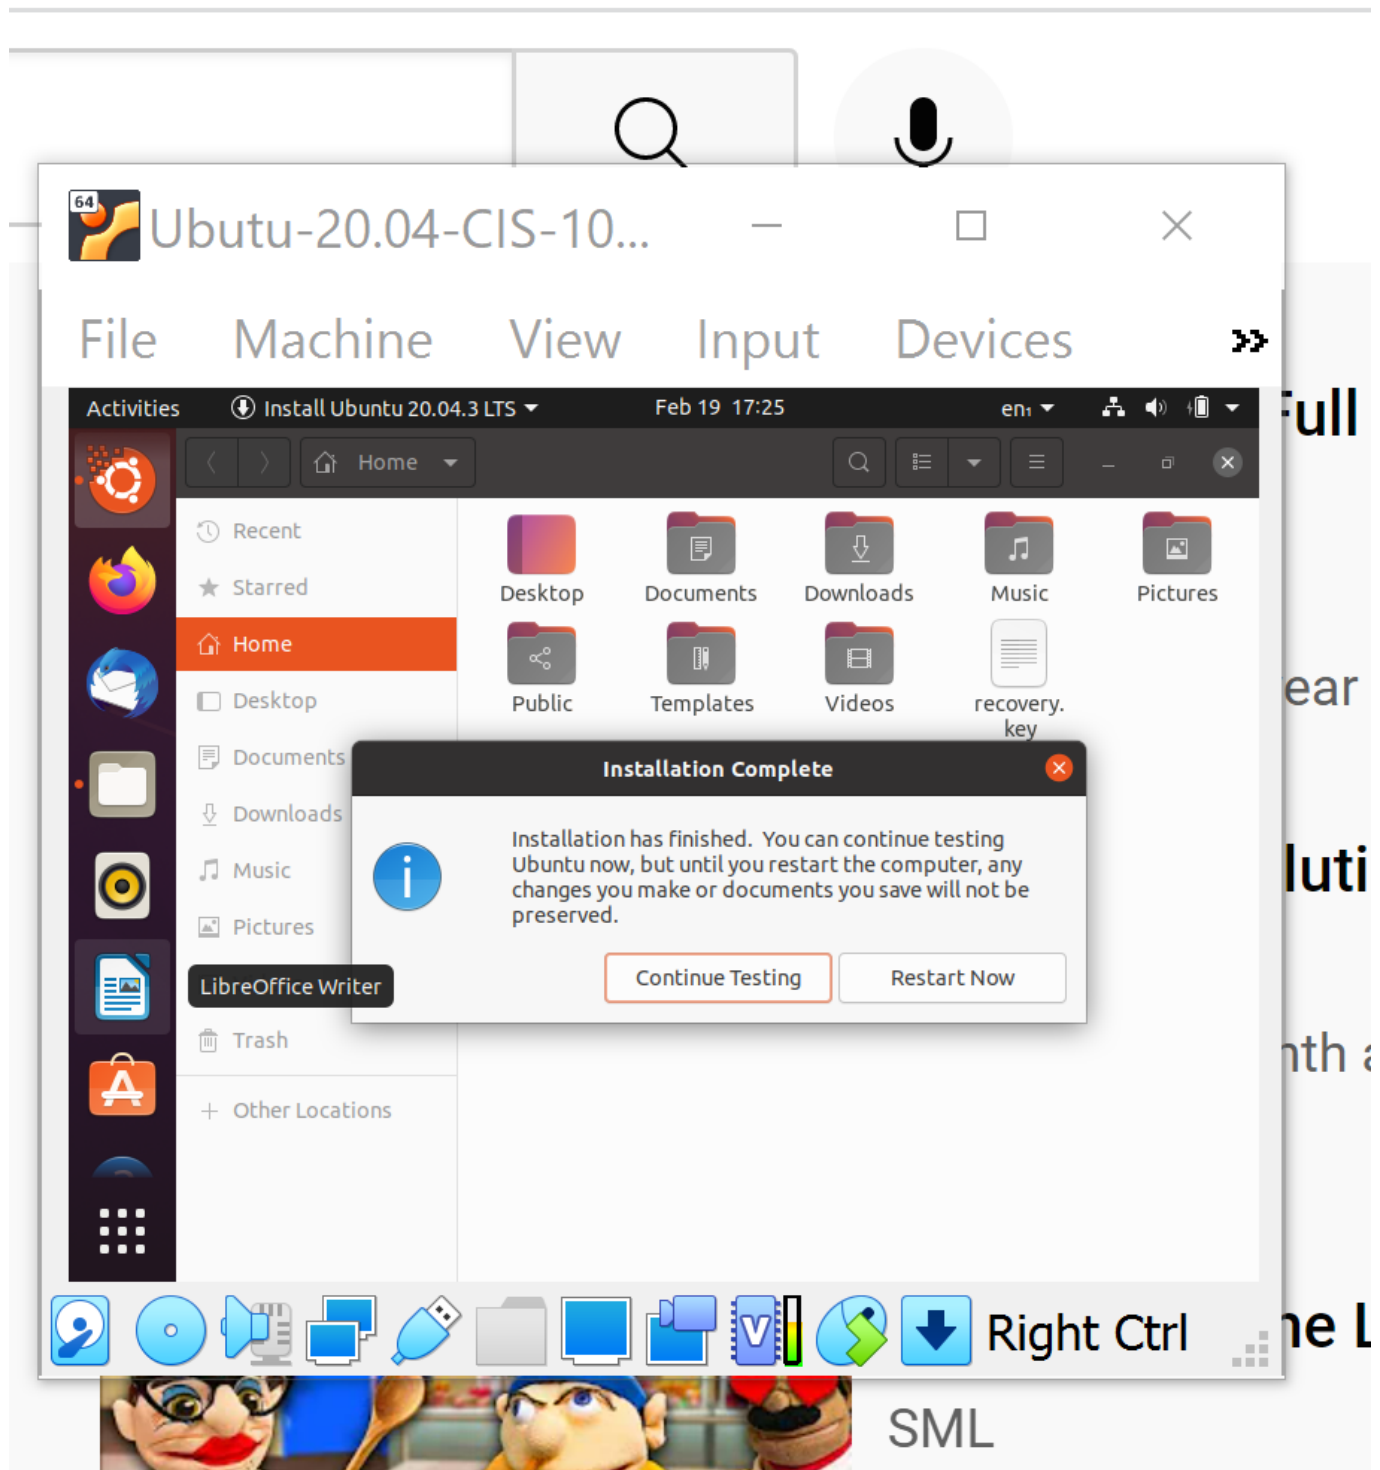 64
Ubutu-20.04-CIS-10...
File Machine View Input Devices
Activities Install Ubuntu 20.04.3 LTS Feb 19 17:25 en₁
Home
Recent
Starred
Home
Desktop
Documents
Downloads
Music
Pictures
LibreOffice Writer
Trash
Other Locations
Desktop Documents Downloads Music Pictures
Public Templates Videos recovery.
key
Installation Complete
Installation has finished. You can continue testing
Ubuntu now, but until you restart the computer, any
changes you make or documents you save will not be
preserved.
Continue Testing Restart Now
V
Right Ctrl
Full
ear
luti
nth a
ne L
SML